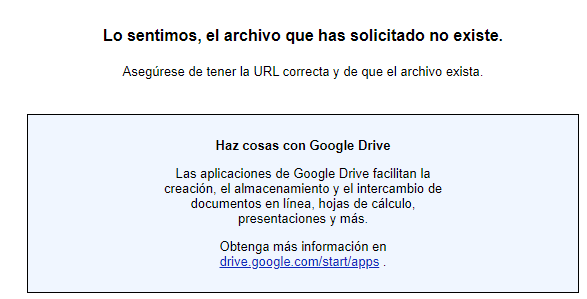 Lo sentimos, el archivo que has solicitado no existe.
Asegúrese de tener la URL correcta y de que el archivo exista.
Haz cosas con Google Drive
Las aplicaciones de Google Drive facilitan la
creación, el almacenamiento y el intercambio de
documentos en línea, hojas de cálculo,
presentaciones y más.
Obtenga más información en
drive.google.com/start/apps .